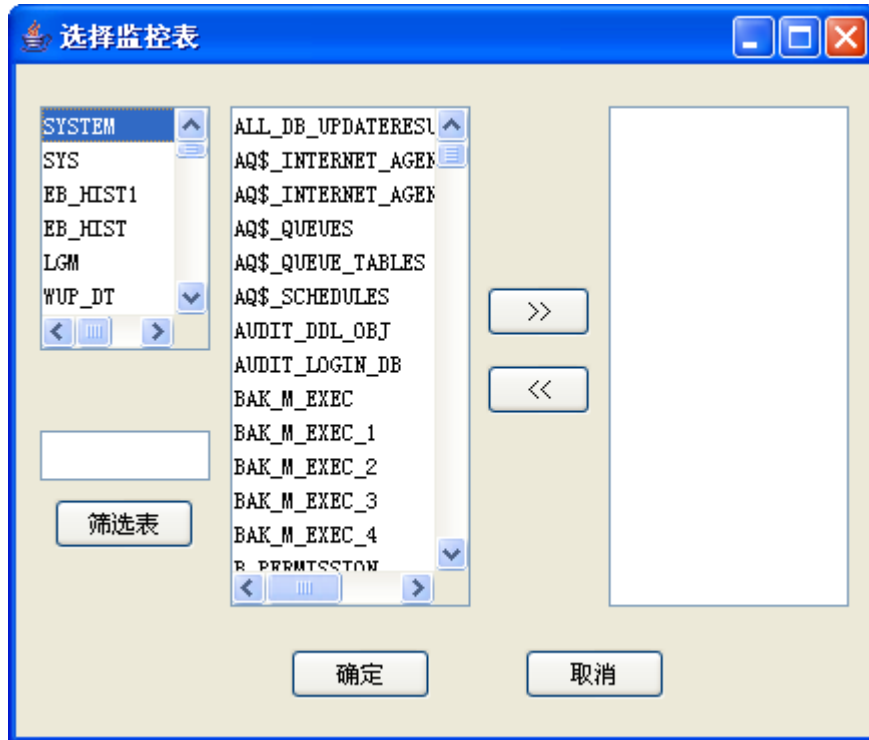 选择监控表
SYSTEM
SYS
EB_HIST1
EB_HIST
LGM
WUP_DT
筛选表
ALL_DB_UPDATERESU
AQ$_INTERNET_AGEN
AQ$_INTERNET_AGEN
AQ$_QUEUES
AQ$_QUEUE_TABLES
AQ$_SCHEDULES
AUDIT_DDL_OBJ
AUDIT_LOGIN_DB
BAK_M_EXEC
BAK_M_EXEC_1
BAK_M_EXEC_2
BAK_M_EXEC_3
BAK_M_EXEC_4
B_PERMISSION
>>
<<
确定
取消